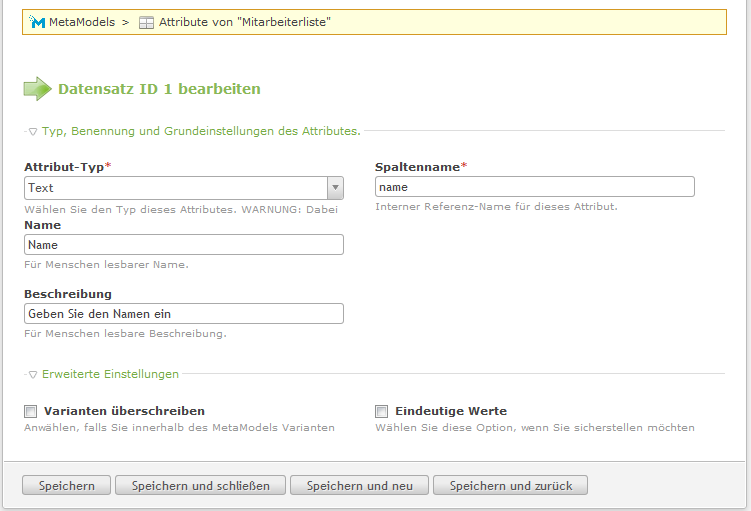 MetaModels > Attribute von "Mitarbeiterliste"
Datensatz ID 1 bearbeiten
Typ, Benennung und Grundeinstellungen des Attributes.
Attribut-Typ*
Text
Wählen Sie den Typ dieses Attributes. WARNUNG: Dabei
Spaltenname*
name
Interner Referenz-Name für dieses Attribut.
Name
Name
Für Menschen lesbarer Name.
Beschreibung
Geben Sie den Namen ein
Für Menschen lesbare Beschreibung.
Erweiterte Einstellungen
Varianten überschreiben
Anwählen, falls Sie innerhalb des MetaModels Varianten
Eindeutige Werte
Wählen Sie diese Option, wenn Sie sicherstellen möchten
Speichern
Speichern und schließen
Speichern und neu
Speichern und zurück